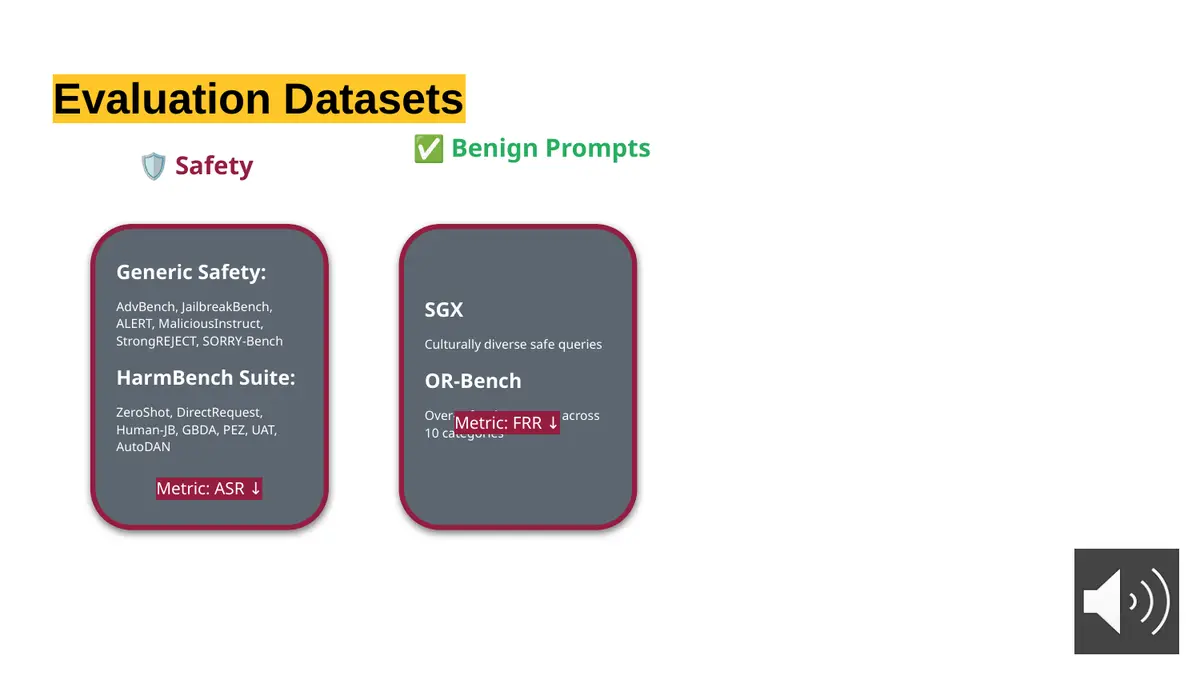 Evaluation Datasets
🛡️ Safety
Generic Safety:
AdvBench, JailbreakBench,
ALERT, MaliciousInstruct,
StrongREJECT, SORRY-Bench
HarmBench Suite:
ZeroShot, DirectRequest,
Human-JB, GBDA, PEZ, UAT,
AutoDAN
Metric: ASR ↓
✅ Benign Prompts
SGX
Culturally diverse safe queries
OR-Bench
across
10 categories
Metric: FRR ↓